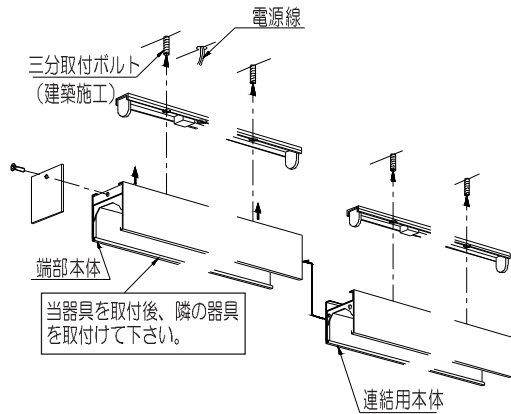 電源線
三分取付ボルト
（建築施工）
端部本体
当器具を取付後、隣の器具
を取付けて下さい。
連結用本体